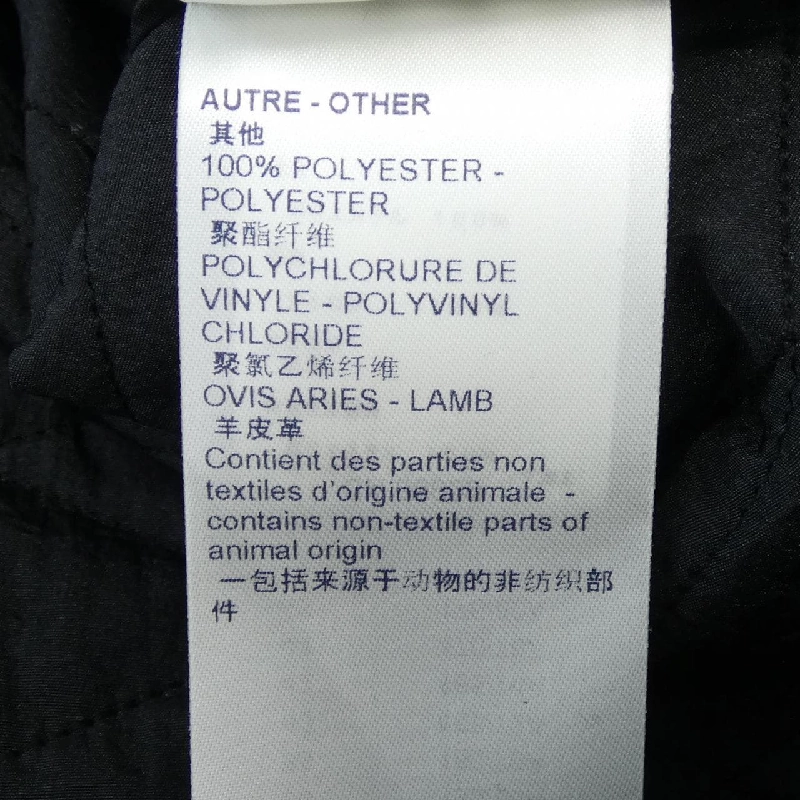 AUTRE - OTHER
其他
100% POLYESTER -
POLYESTER
聚酯纤维
POLYCHLORURE DE
VINYLE - POLYVINYL
CHLORIDE
聚氯乙烯纤维
OVIS ARIES - LAMB
羊皮革
Contient des parties non
textiles d'origine animale -
contains non-textile parts of
animal origin
一包括来源于动物的非纺织部
件